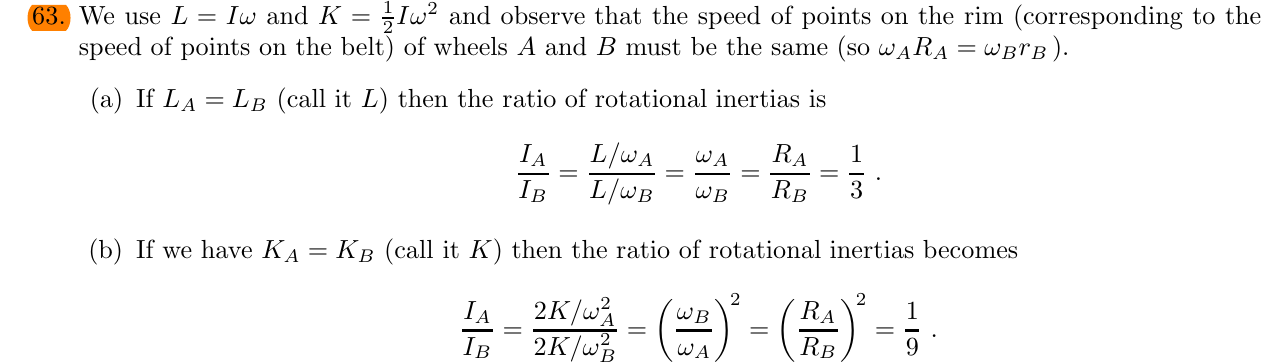 63. We use L = Iω and K = ½Iω² and observe that the speed of points on the rim (corresponding to the
speed of points on the belt) of wheels A and B must be the same (so ω_A R_A = ω_B r_B ).
(a) If L_A = L_B (call it L) then the ratio of rotational inertias is
I_A/I_B = (L/ω_A)/(L/ω_B) = ω_A/ω_B = R_A/R_B = 1/3 .
(b) If we have K_A = K_B (call it K) then the ratio of rotational inertias becomes
I_A/I_B = (2K/ω_A²)/(2K/ω_B²) = (ω_B/ω_A)² = (R_A/R_B)² = 1/9 .